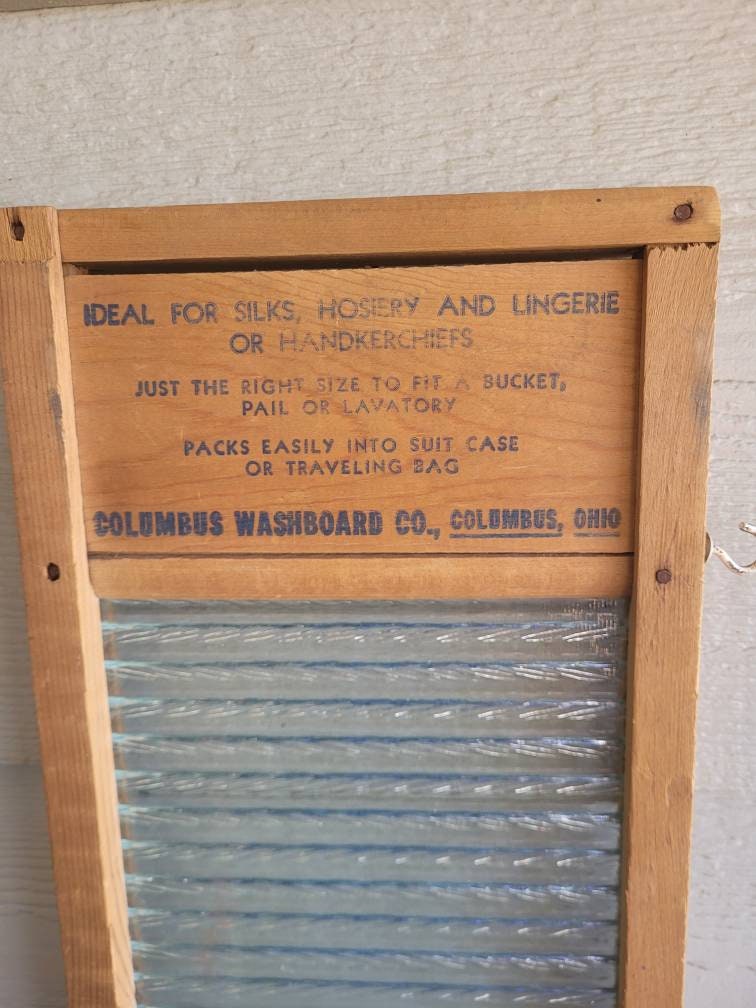 IDEAL FOR SILKS, HOSIERY AND LINGERIE
OR HANDKERCHIEFS
JUST THE RIGHT SIZE TO FIT A BUCKET,
PAIL OR LAVATORY
PACKS EASILY INTO SUIT CASE
OR TRAVELING BAG
COLUMBUS WASHBOARD CO., COLUMBUS, OHIO